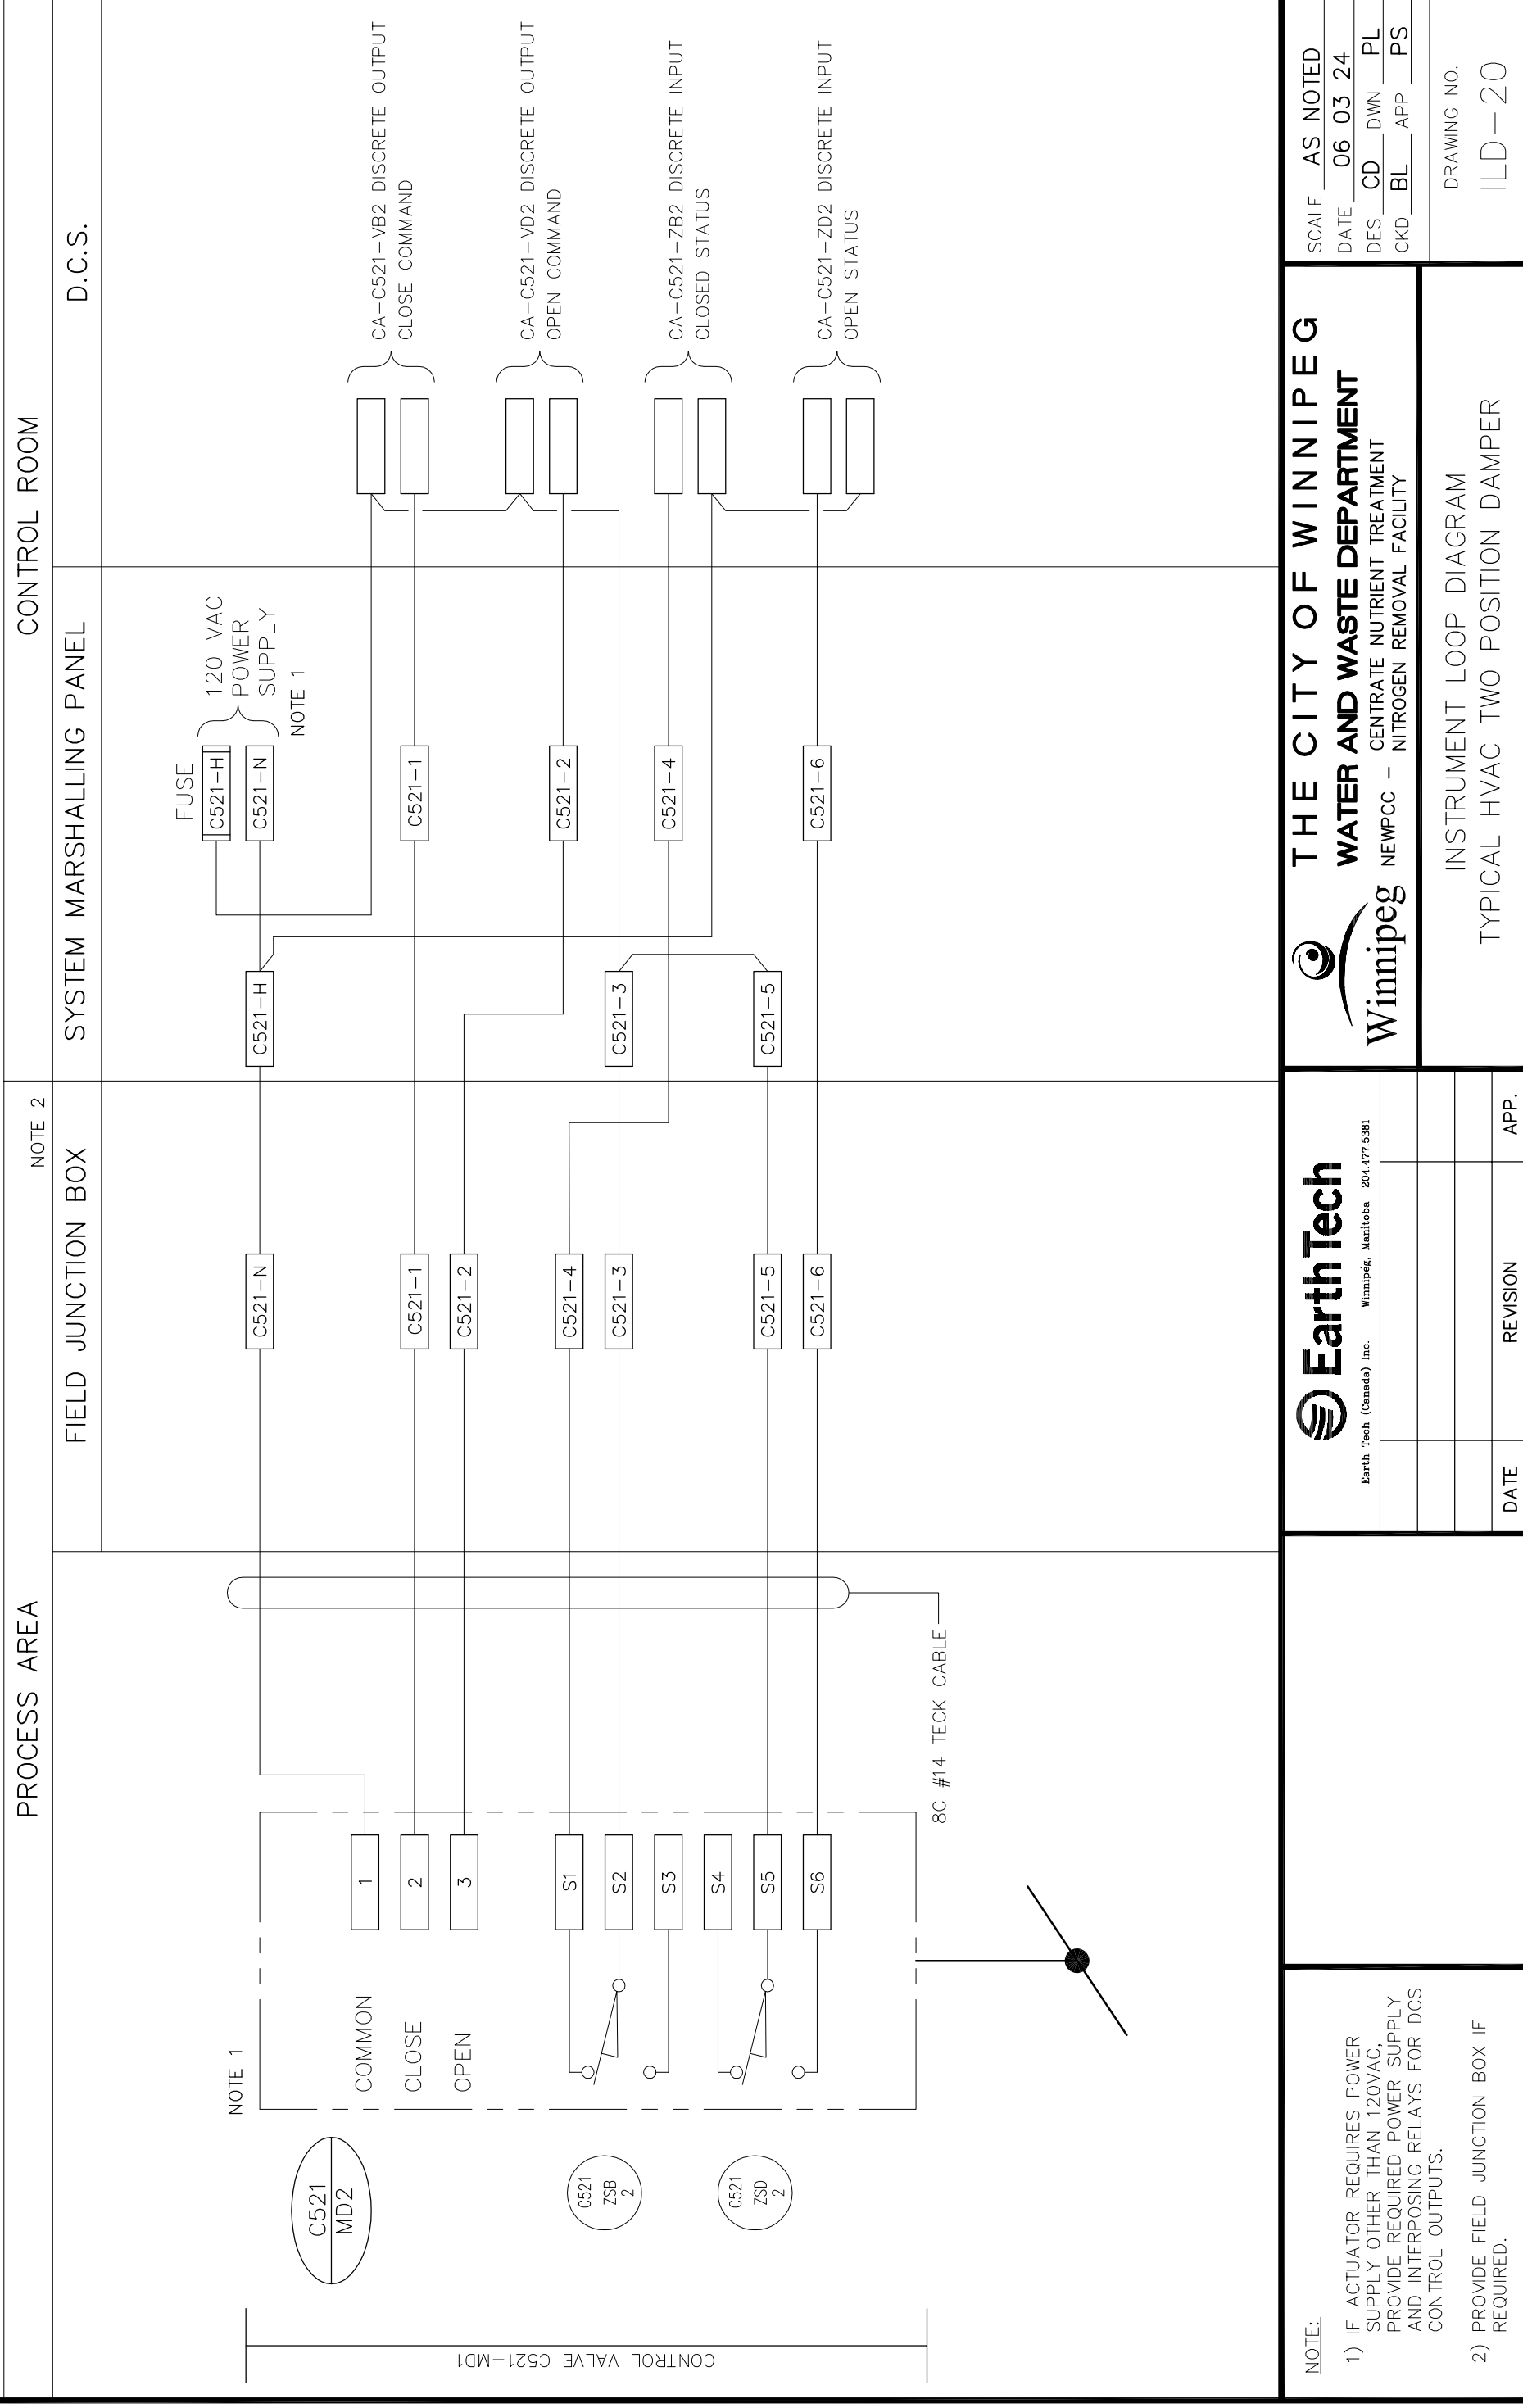 PROCESS AREA
NOTE 2
CONTROL ROOM
FIELD JUNCTION BOX
SYSTEM MARSHALLING PANEL
D.C.S.
CONTROL VALVE C521-MD1
C521
MD2
NOTE 1
COMMON
CLOSE
OPEN
1
2
3
C521
ZSB
2
S1
S2
S3
C521
ZSD
2
S4
S5
S6
8C #14 TECK CABLE
C521-N
C521-1
C521-2
C521-4
C521-3
C521-5
C521-6
C521-H
C521-3
C521-5
FUSE
C521-H
C521-N
120 VAC
POWER
SUPPLY
NOTE 1
C521-1
C521-2
C521-4
C521-6
CA-C521-VB2 DISCRETE OUTPUT
CLOSE COMMAND
CA-C521-VD2 DISCRETE OUTPUT
OPEN COMMAND
CA-C521-ZB2 DISCRETE INPUT
CLOSED STATUS
CA-C521-ZD2 DISCRETE INPUT
OPEN STATUS
NOTE:
1) IF ACTUATOR REQUIRES POWER
SUPPLY OTHER THAN 120VAC,
PROVIDE REQUIRED POWER SUPPLY
AND INTERPOSING RELAYS FOR DCS
CONTROL OUTPUTS.
2) PROVIDE FIELD JUNCTION BOX IF
REQUIRED.
EarthTech
Earth Tech (Canada) Inc. Winnipeg, Manitoba 204.477.5381
DATE REVISION APP.
Winnipeg
THE CITY OF WINNIPEG
WATER AND WASTE DEPARTMENT
NEWPCC - CENTRATE NUTRIENT TREATMENT
NITROGEN REMOVAL FACILITY
INSTRUMENT LOOP DIAGRAM
TYPICAL HVAC TWO POSITION DAMPER
SCALE AS NOTED
DATE 06 03 24
DES CD DWN PL
CKD BL APP PS
DRAWING NO.
ILD-20